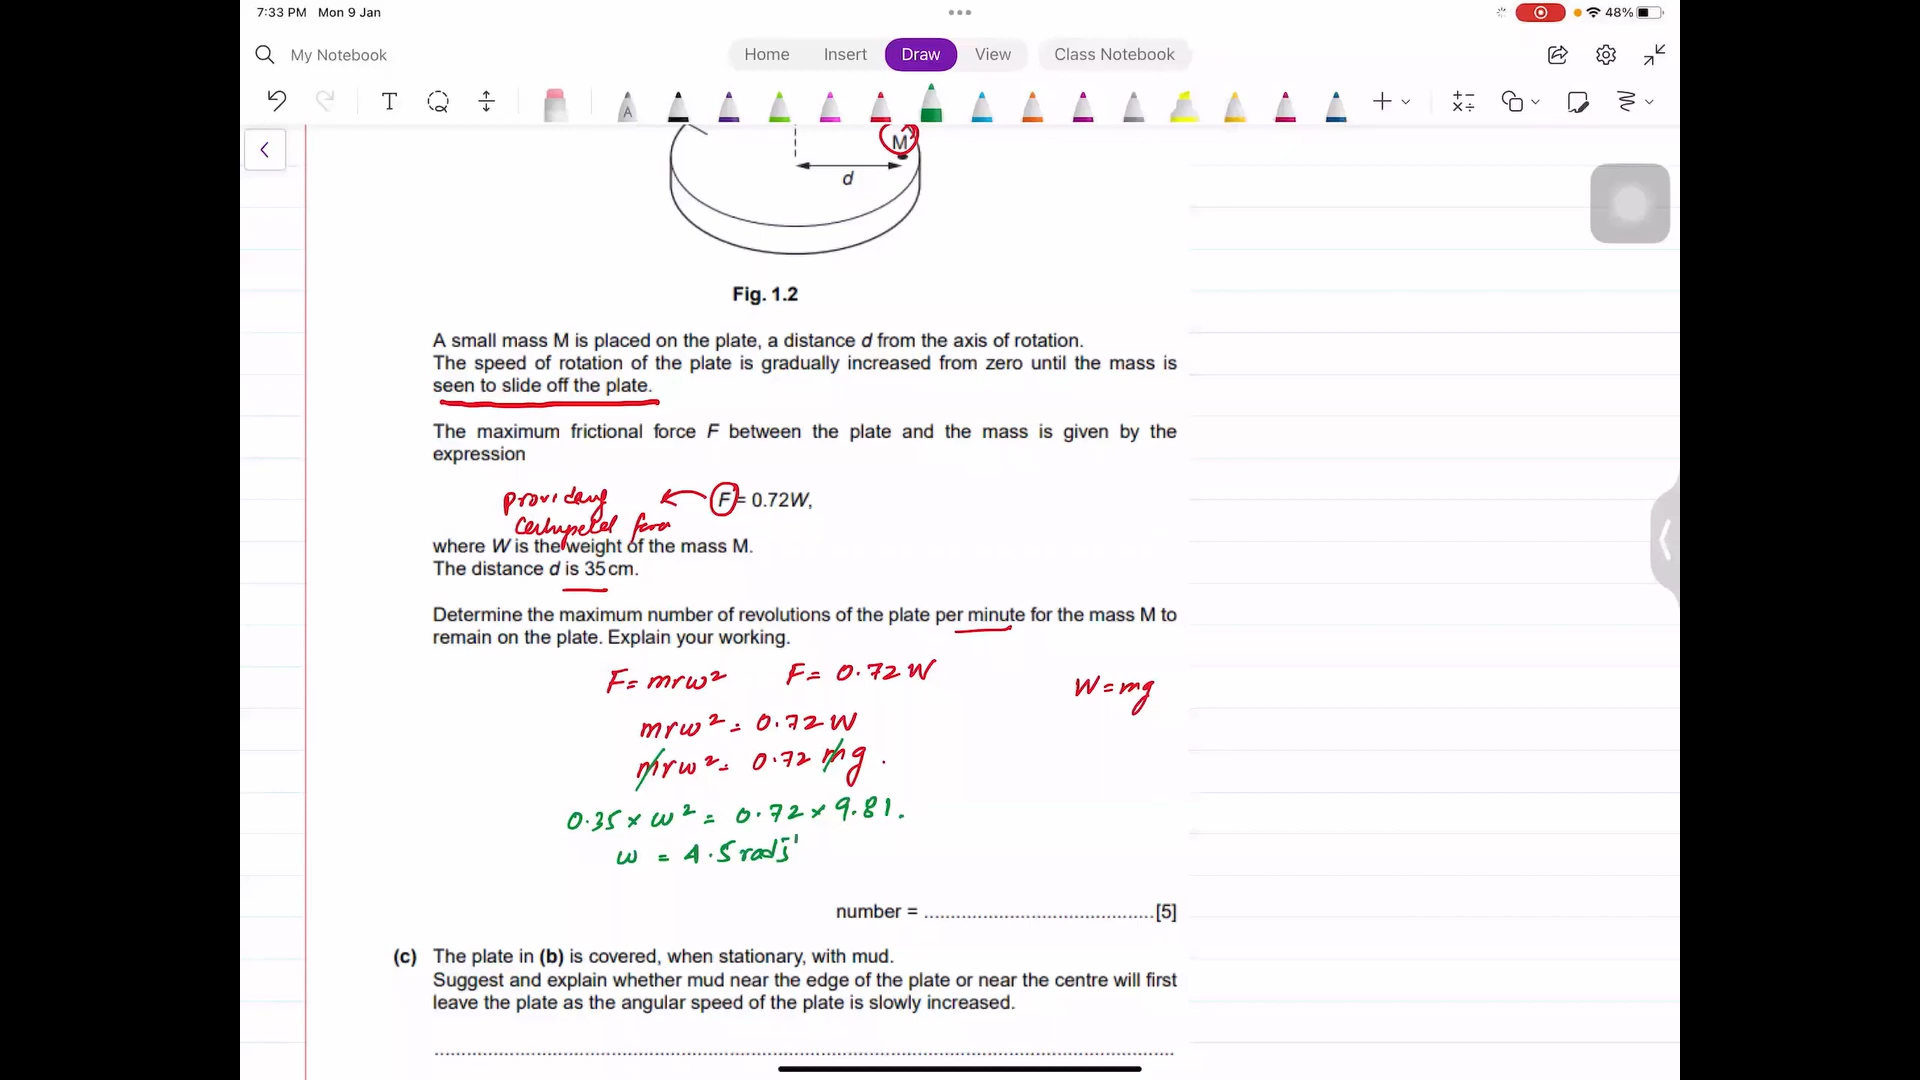 7:33 PM Mon 9 Jan
48%
My Notebook
Home Insert Draw View Class Notebook
T
A
M
d
Fig. 1.2
A small mass M is placed on the plate, a distance d from the axis of rotation.
The speed of rotation of the plate is gradually increased from zero until the mass is
seen to slide off the plate.
The maximum frictional force F between the plate and the mass is given by the
expression
providing F = 0.72W,
centripetal force
where W is the weight of the mass M.
The distance d is 35 cm.
Determine the maximum number of revolutions of the plate per minute for the mass M to
remain on the plate. Explain your working.
F = mrω² F = 0.72 W W = mg
mrω² = 0.72 W
mrω² = 0.72 mg.
0.35 × ω² = 0.72 × 9.81.
ω = 4.5 rads⁻¹
number = ............................................[5]
(c) The plate in (b) is covered, when stationary, with mud.
Suggest and explain whether mud near the edge of the plate or near the centre will first
leave the plate as the angular speed of the plate is slowly increased.